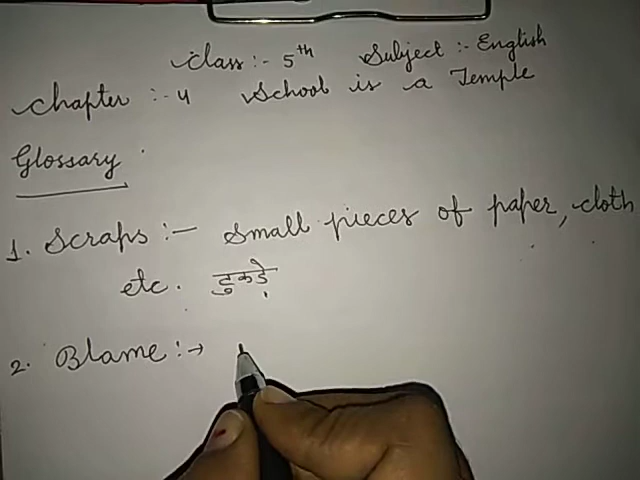 Class :- 5th Subject :- English
Chapter :- 4 School is a Temple
Glossary
1. Scraps :- Small pieces of paper, cloth
etc. टुकड़े
2. Blame :→